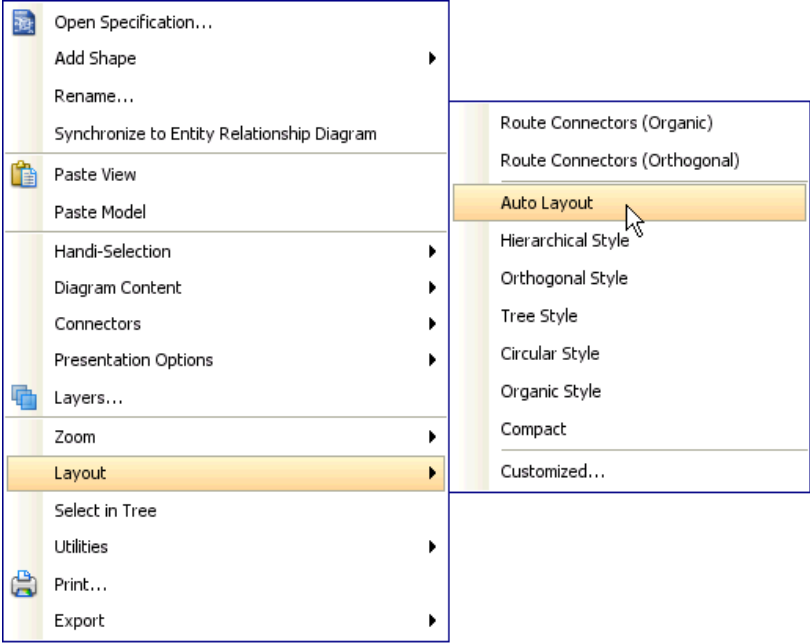 Open Specification...
Add Shape
Rename...
Synchronize to Entity Relationship Diagram
Paste View
Paste Model
Handi-Selection
Diagram Content
Connectors
Presentation Options
Layers...
Zoom
Layout
Select in Tree
Utilities
Print...
Export
Route Connectors (Organic)
Route Connectors (Orthogonal)
Auto Layout
Hierarchical Style
Orthogonal Style
Tree Style
Circular Style
Organic Style
Compact
Customized...